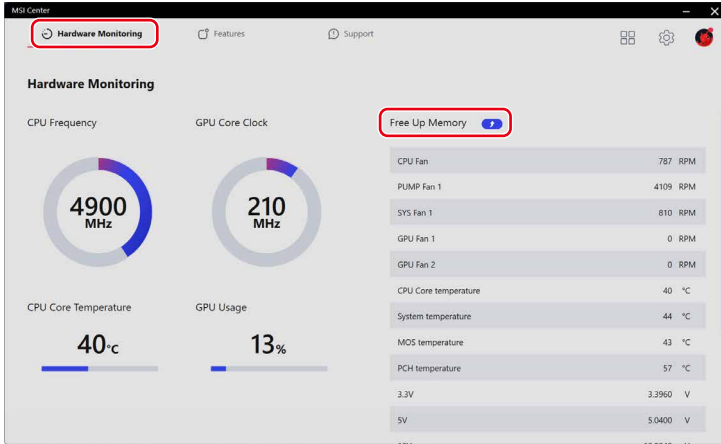 MSI Center
Hardware Monitoring
Features
Support
Hardware Monitoring
CPU Frequency
GPU Core Clock
4900
MHz
210
MHz
CPU Core Temperature
GPU Usage
40°C
13%
Free Up Memory
CPU Fan 787 RPM
PUMP Fan 1 4109 RPM
SYS Fan 1 810 RPM
GPU Fan 1 0 RPM
GPU Fan 2 0 RPM
CPU Core temperature 40 °C
System temperature 44 °C
MOS temperature 43 °C
PCH temperature 57 °C
3.3V 3.3960 V
5V 5.0400 V